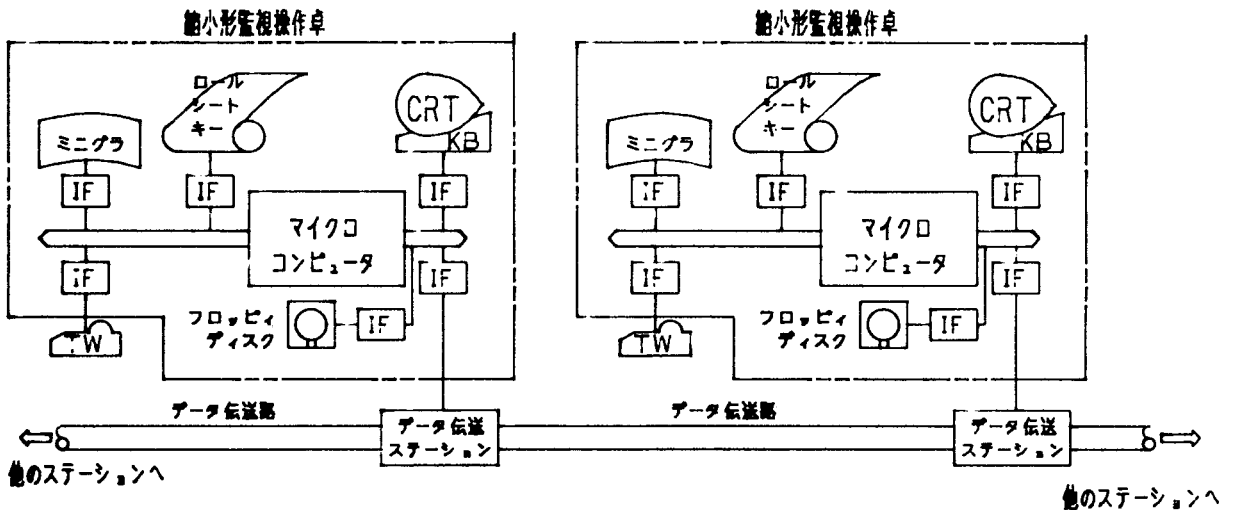 縮小形監視操作卓
縮小形監視操作卓
ロール
シート
キー
CRT
KB
ミニグラ
IF
IF
IF
マイクロ
コンピュータ
IF
IF
フロッピィ
ディスク
IF
TW
ロール
シート
キー
CRT
KB
ミニグラ
IF
IF
IF
マイクロ
コンピュータ
IF
IF
フロッピィ
ディスク
IF
TW
データ伝送路
データ伝送路
データ伝送
ステーション
データ伝送
ステーション
他のステーションへ
他のステーションへ